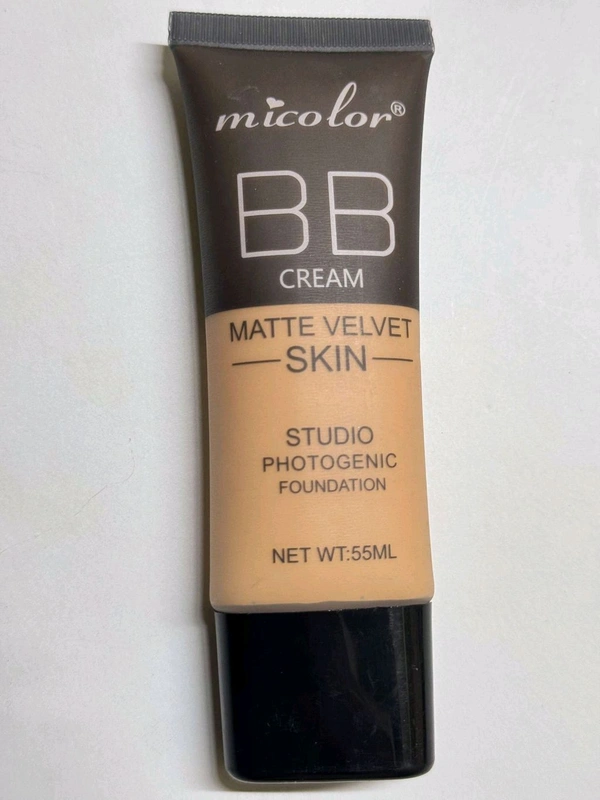 micolor®
BB
CREAM
MATTE VELVET
SKIN
STUDIO
PHOTOGENIC
FOUNDATION
NET WT:55ML